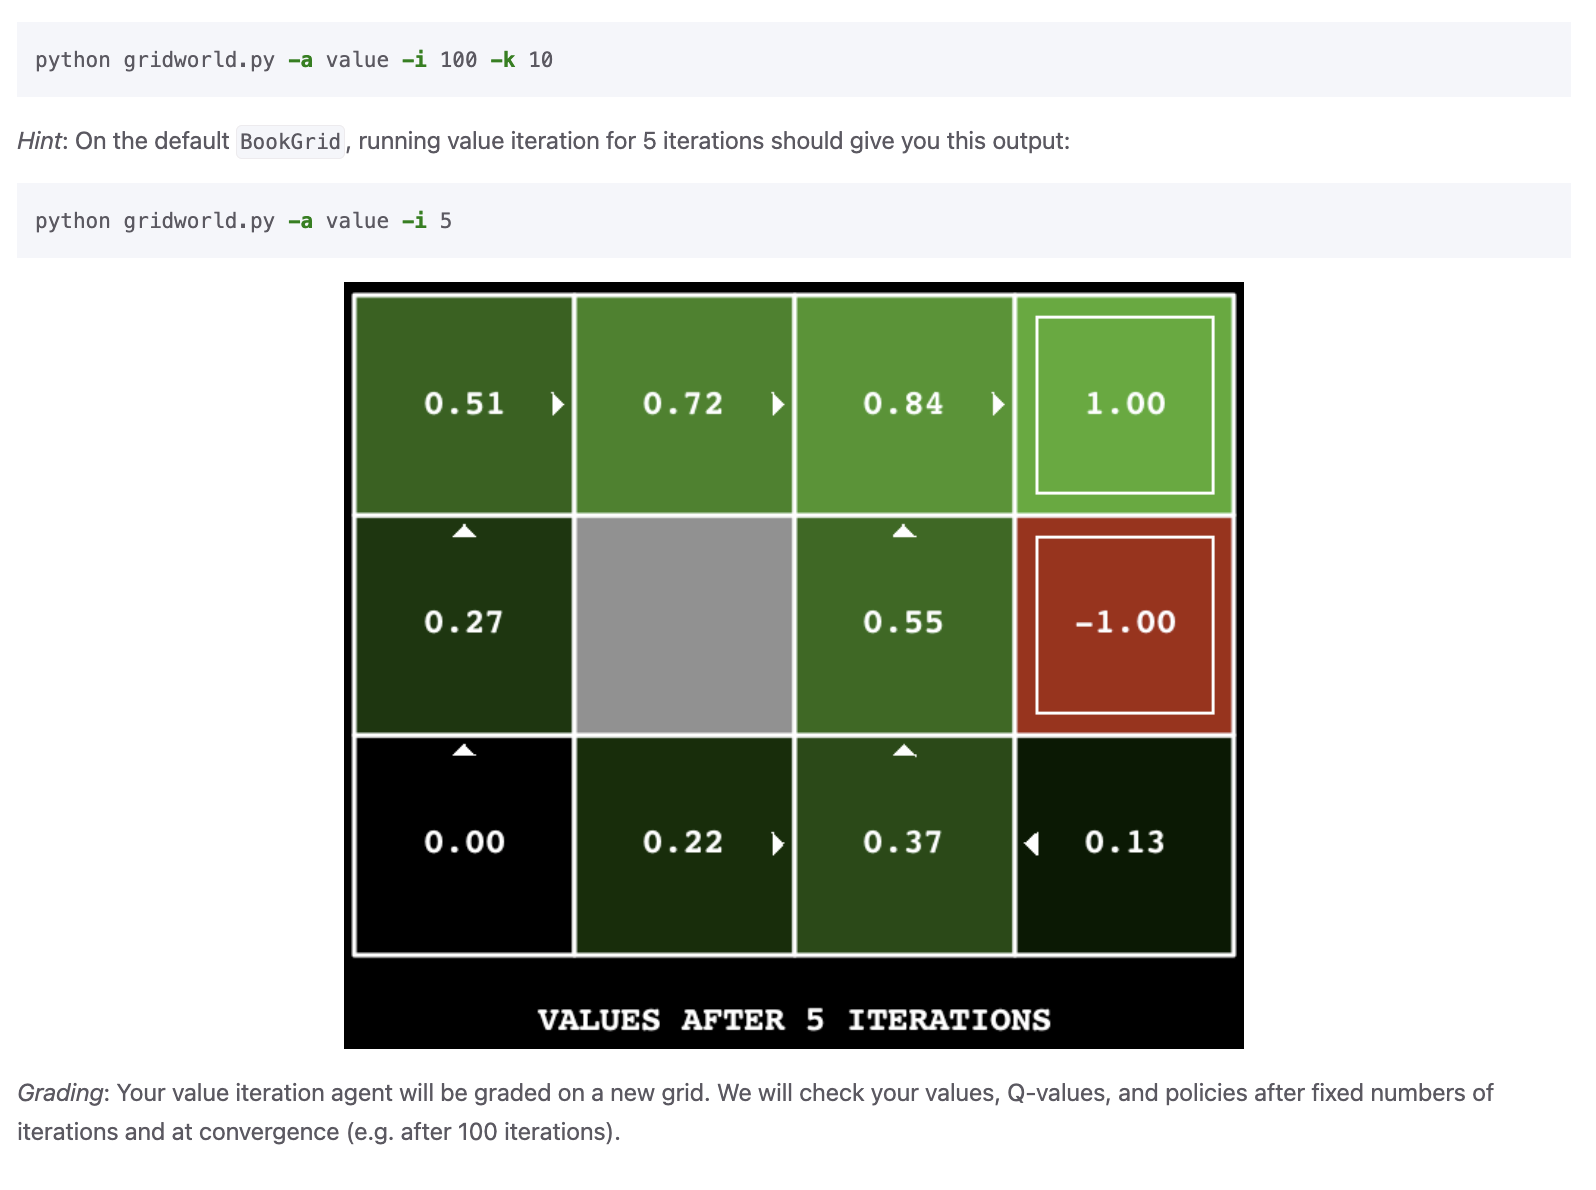 python gridworld.py -a value -i 100 -k 10
Hint: On the default BookGrid, running value iteration for 5 iterations should give you this output:
python gridworld.py -a value -i 5
0.51 0.72 0.84 1.00
0.27 0.55 -1.00
0.00 0.22 0.37 0.13
VALUES AFTER 5 ITERATIONS
Grading: Your value iteration agent will be graded on a new grid. We will check your values, Q-values, and policies after fixed numbers of
iterations and at convergence (e.g. after 100 iterations).